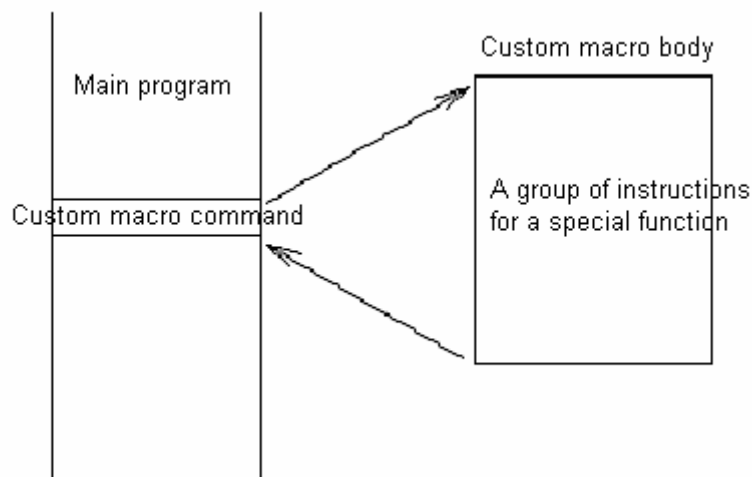 Main program
Custom macro command
Custom macro body
A group of instructions
for a special function